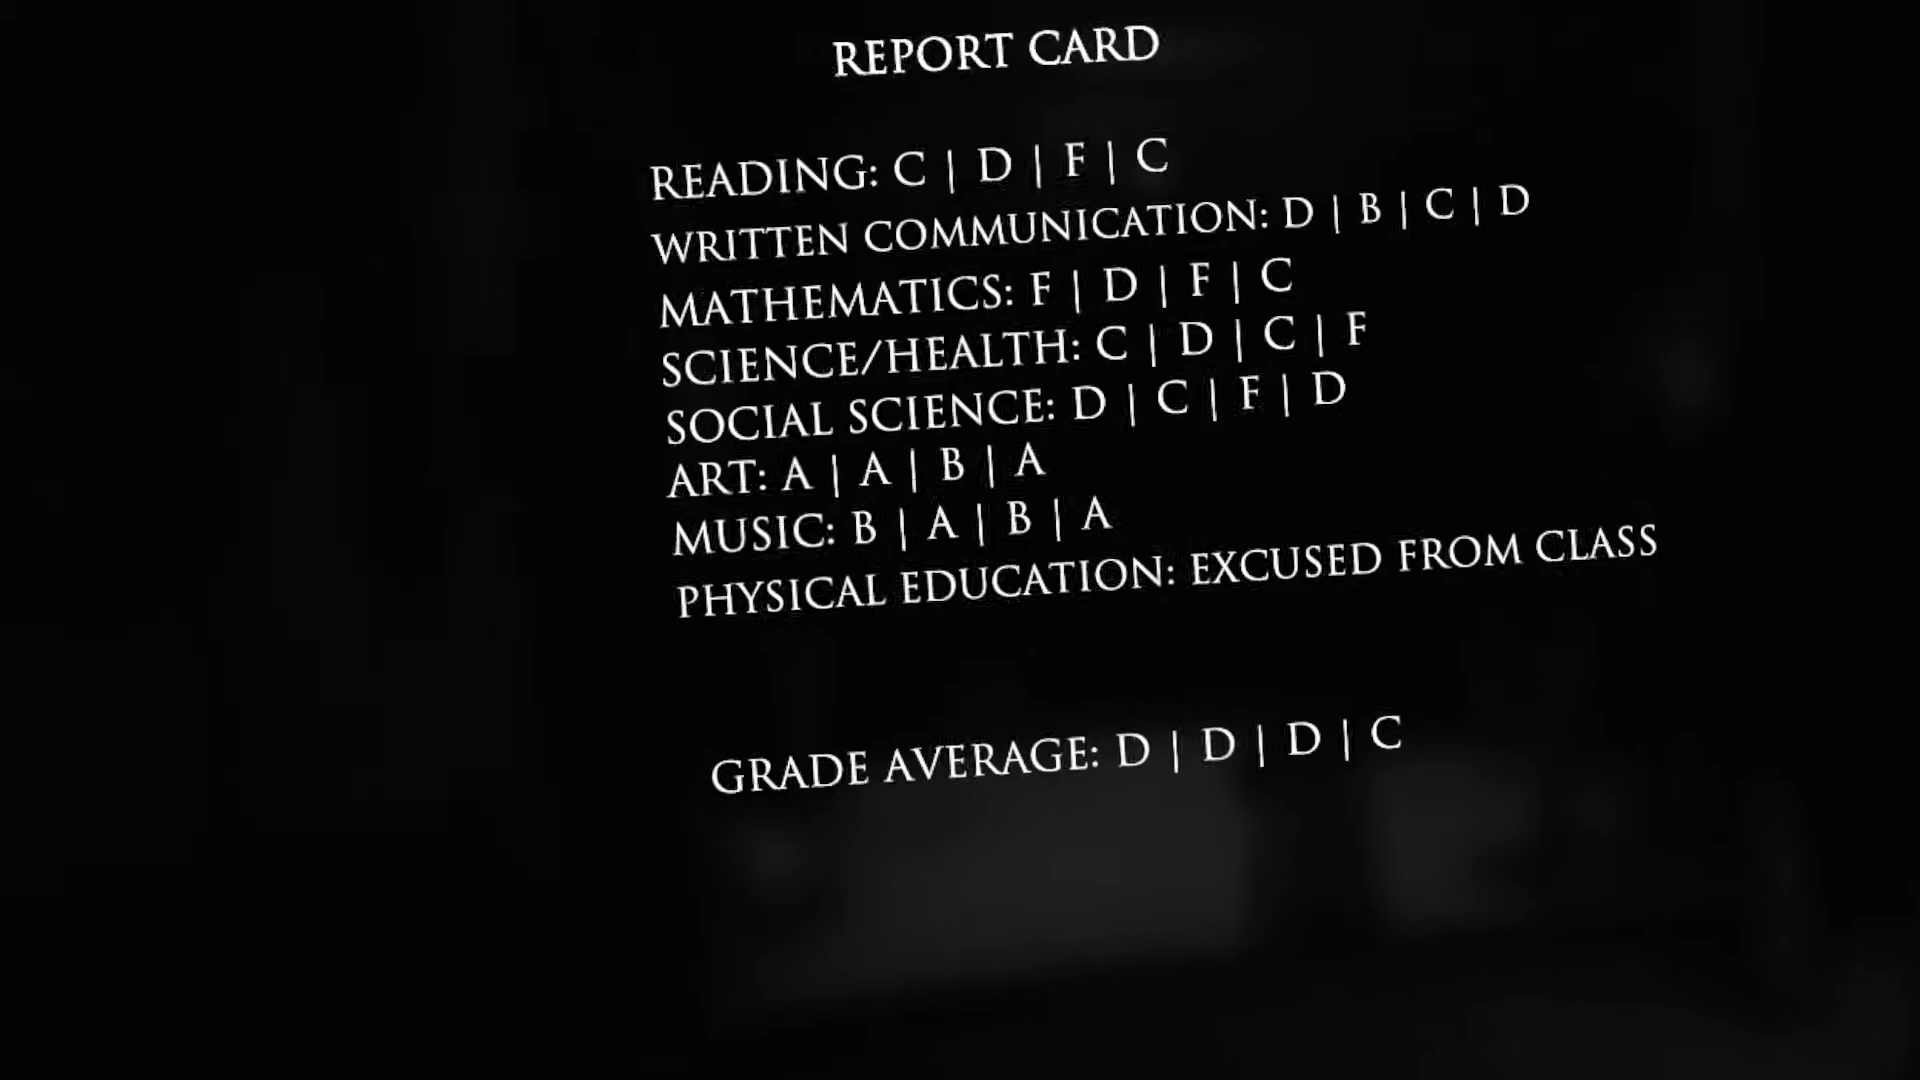 REPORT CARD
READING: C | D | F | C
WRITTEN COMMUNICATION: D | B | C | D
MATHEMATICS: F | D | F | C
SCIENCE/HEALTH: C | D | C | F
SOCIAL SCIENCE: D | C | F | D
ART: A | A | B | A
MUSIC: B | A | B | A
PHYSICAL EDUCATION: EXCUSED FROM CLASS
GRADE AVERAGE: D | D | D | C